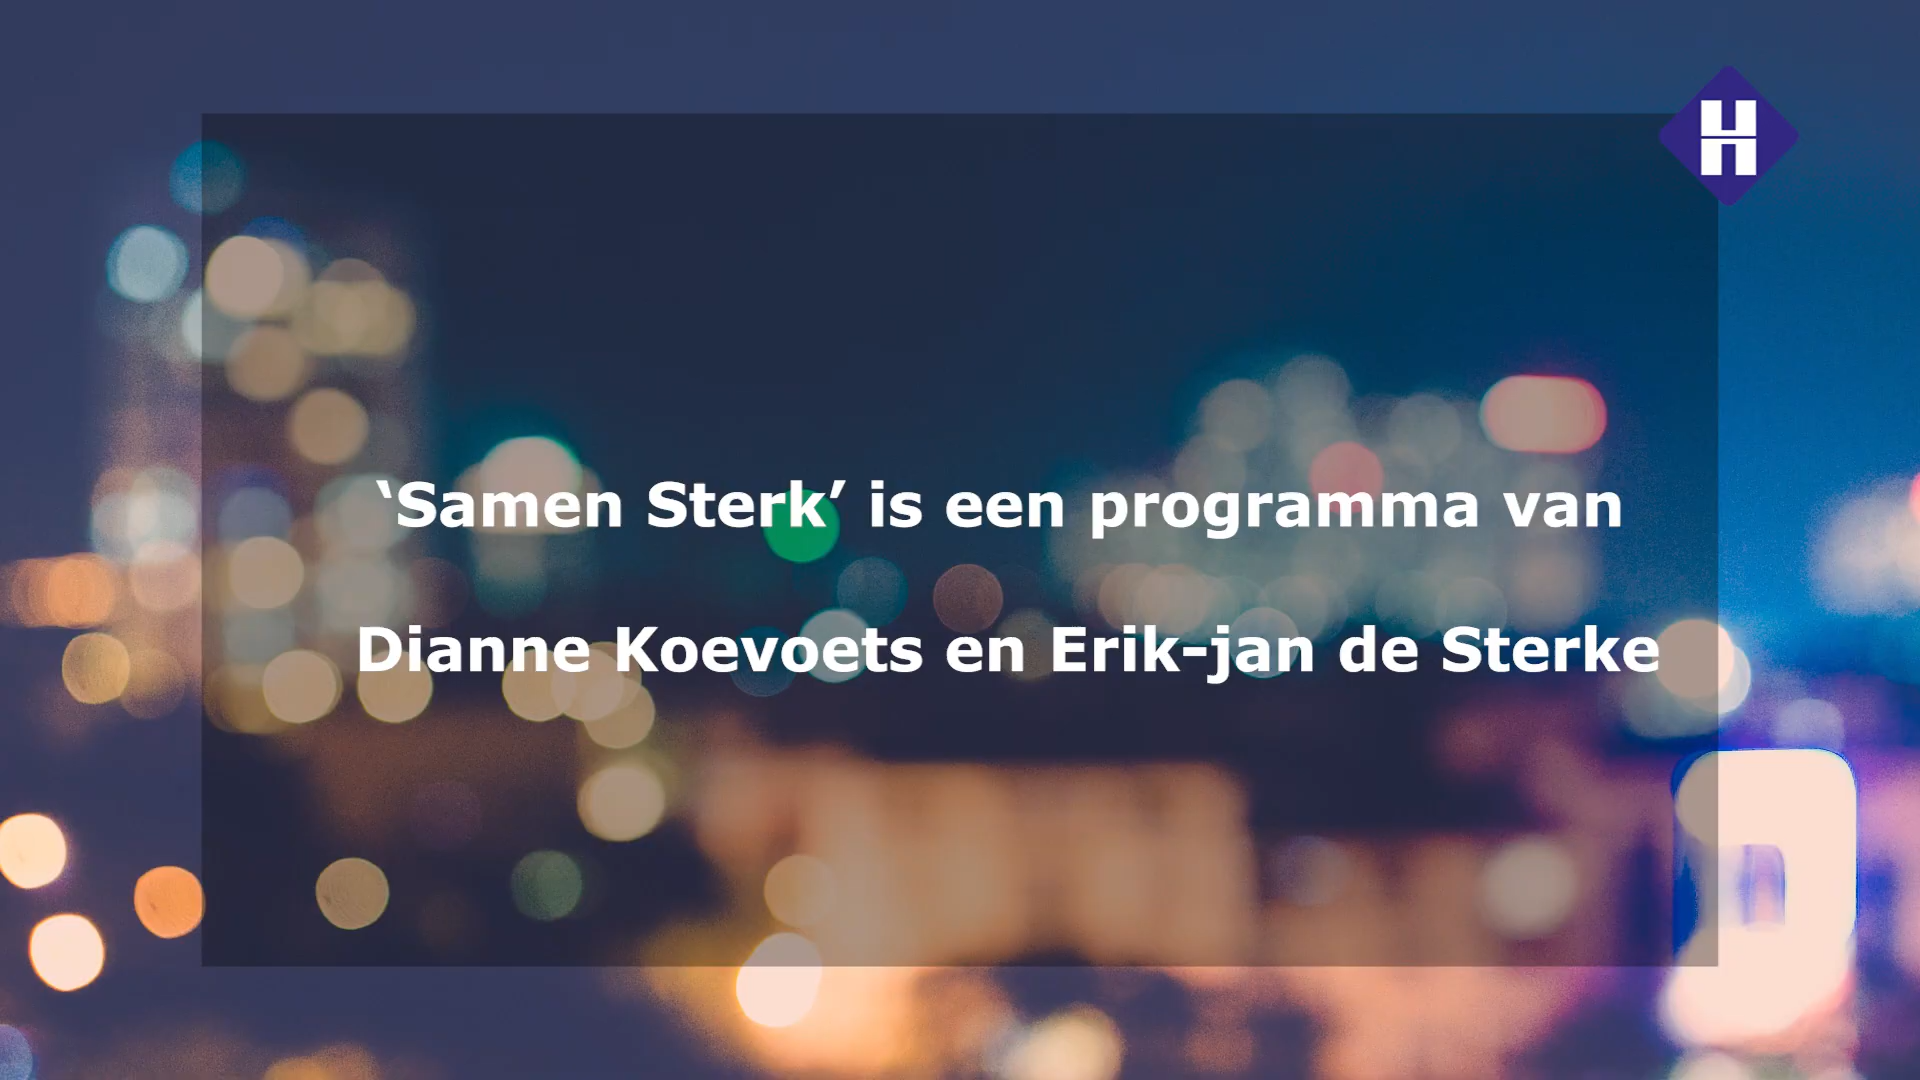 H
‘Samen Sterk’ is een programma van
Dianne Koevoets en Erik-jan de Sterke